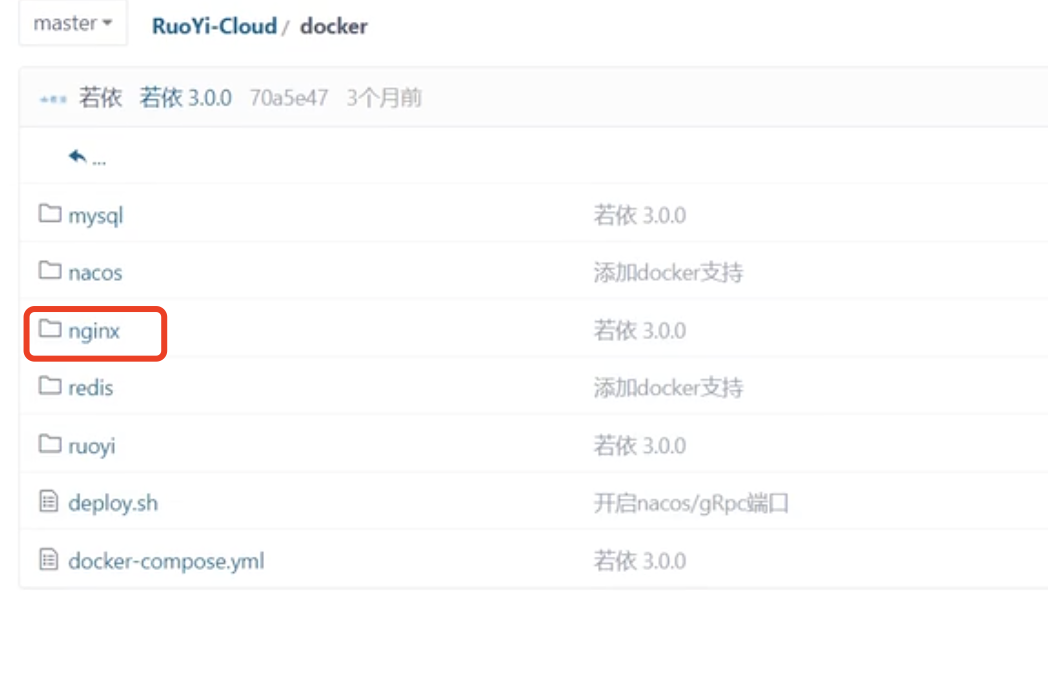 master
RuoYi-Cloud / docker
若依 若依 3.0.0 70a5e47 3个月前
...
mysql 若依 3.0.0
nacos 添加docker支持
nginx 若依 3.0.0
redis 添加docker支持
ruoyi 若依 3.0.0
deploy.sh 开启nacos/gRpc端口
docker-compose.yml 若依 3.0.0